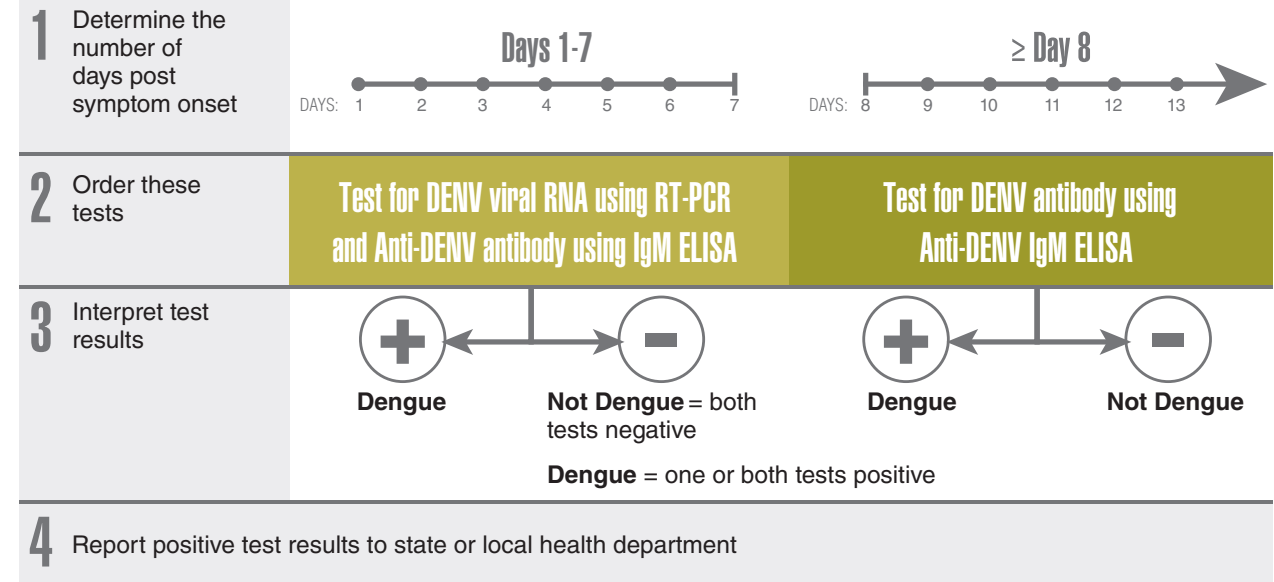 1
Determine the
number of
days post
symptom onset
Days 1-7
DAYS: 1 2 3 4 5 6 7
≥ Day 8
DAYS: 8 9 10 11 12 13
2
Order these
tests
Test for DENV viral RNA using RT-PCR
and Anti-DENV antibody using IgM ELISA
Test for DENV antibody using
Anti-DENV IgM ELISA
3
Interpret test
results
+
Dengue
-
Not Dengue = both
tests negative
Dengue = one or both tests positive
+
Dengue
-
Not Dengue
4
Report positive test results to state or local health department